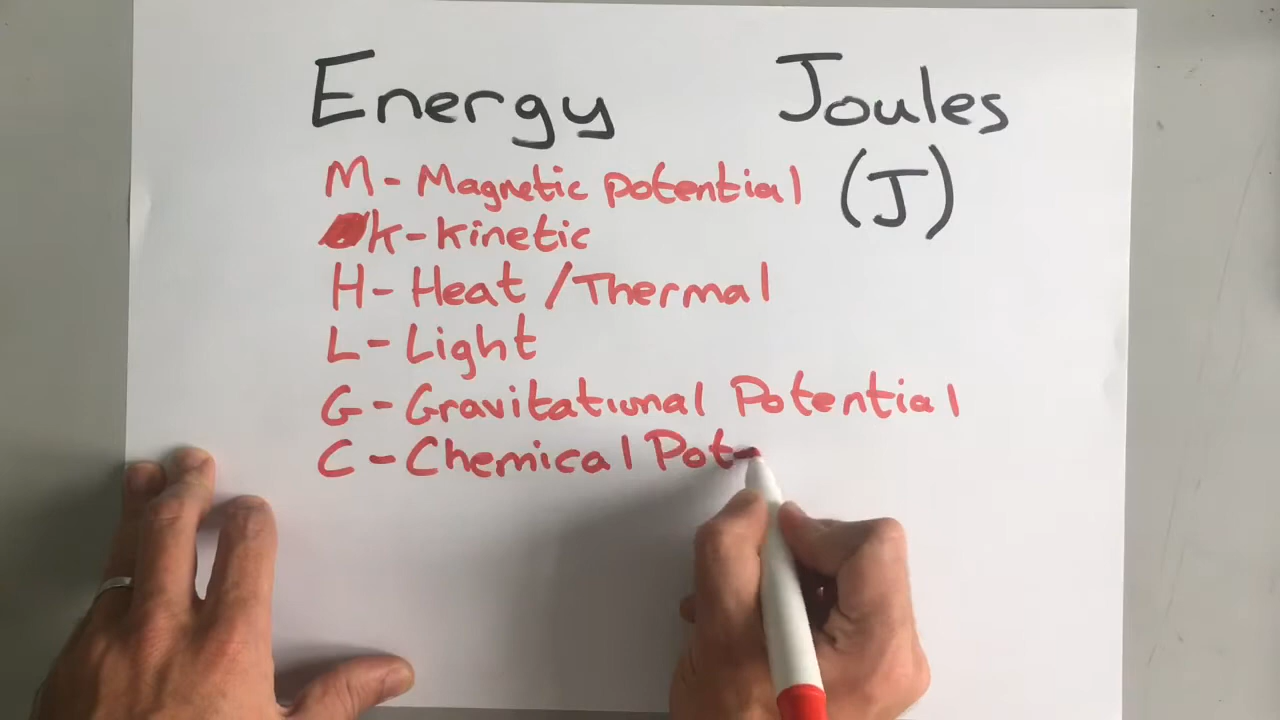 Energy Joules
M - Magnetic potential (J)
k - kinetic
H - Heat / Thermal
L - Light
G - Gravitational Potential
C - Chemical Pot